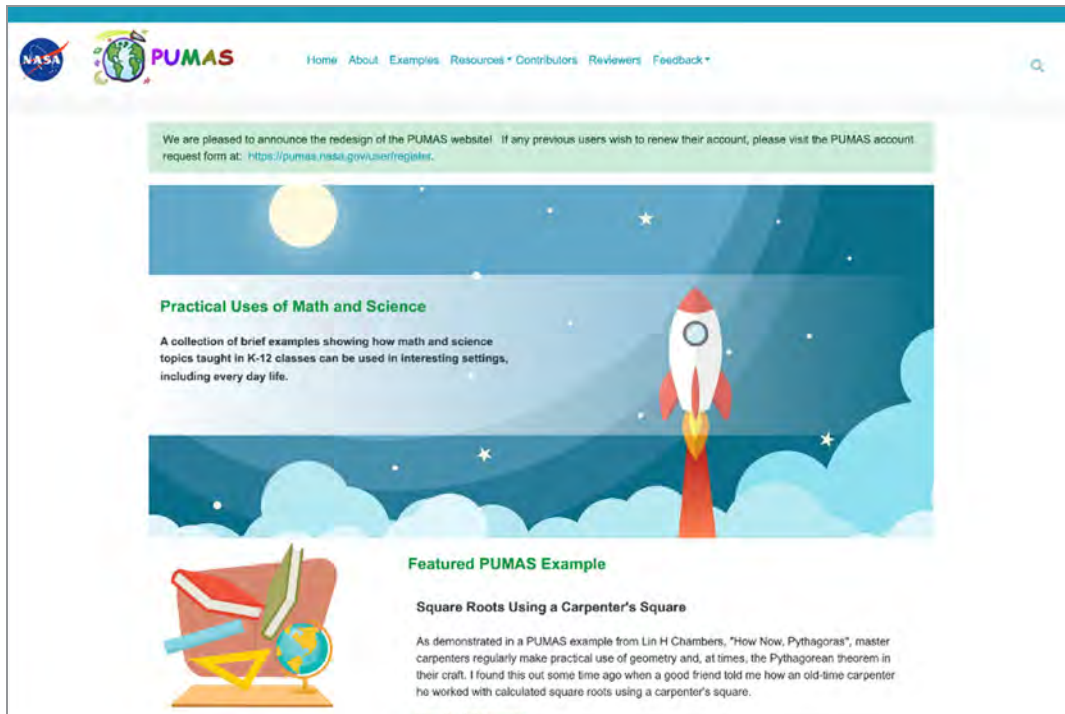 NASA
PUMAS
Home About Examples Resources Contributors Reviewers Feedback
We are pleased to announce the redesign of the PUMAS website! If any previous users wish to renew their account, please visit the PUMAS account
request form at: https://pumas.nasa.gov/user/register.
Practical Uses of Math and Science
A collection of brief examples showing how math and science
topics taught in K-12 classes can be used in interesting settings,
including every day life.
Featured PUMAS Example
Square Roots Using a Carpenter's Square
As demonstrated in a PUMAS example from Lin H Chambers, "How Now, Pythagoras", master
carpenters regularly make practical use of geometry and, at times, the Pythagorean theorem in
their craft. I found this out some time ago when a good friend told me how an old-time carpenter
he worked with calculated square roots using a carpenter's square.